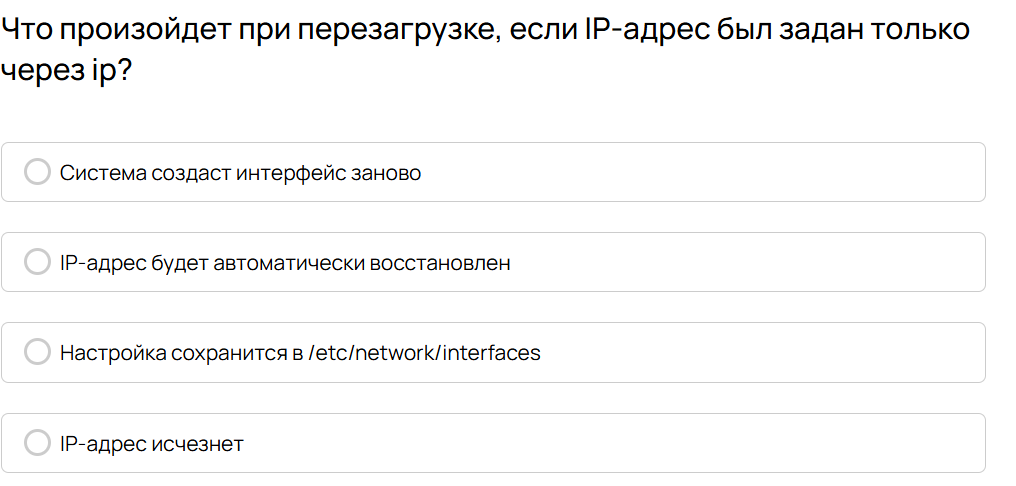 Что произойдет при перезагрузке, если IP-адрес был задан только
через ip?
Система создаст интерфейс заново
IP-адрес будет автоматически восстановлен
Настройка сохранится в /etc/network/interfaces
IP-адрес исчезнет